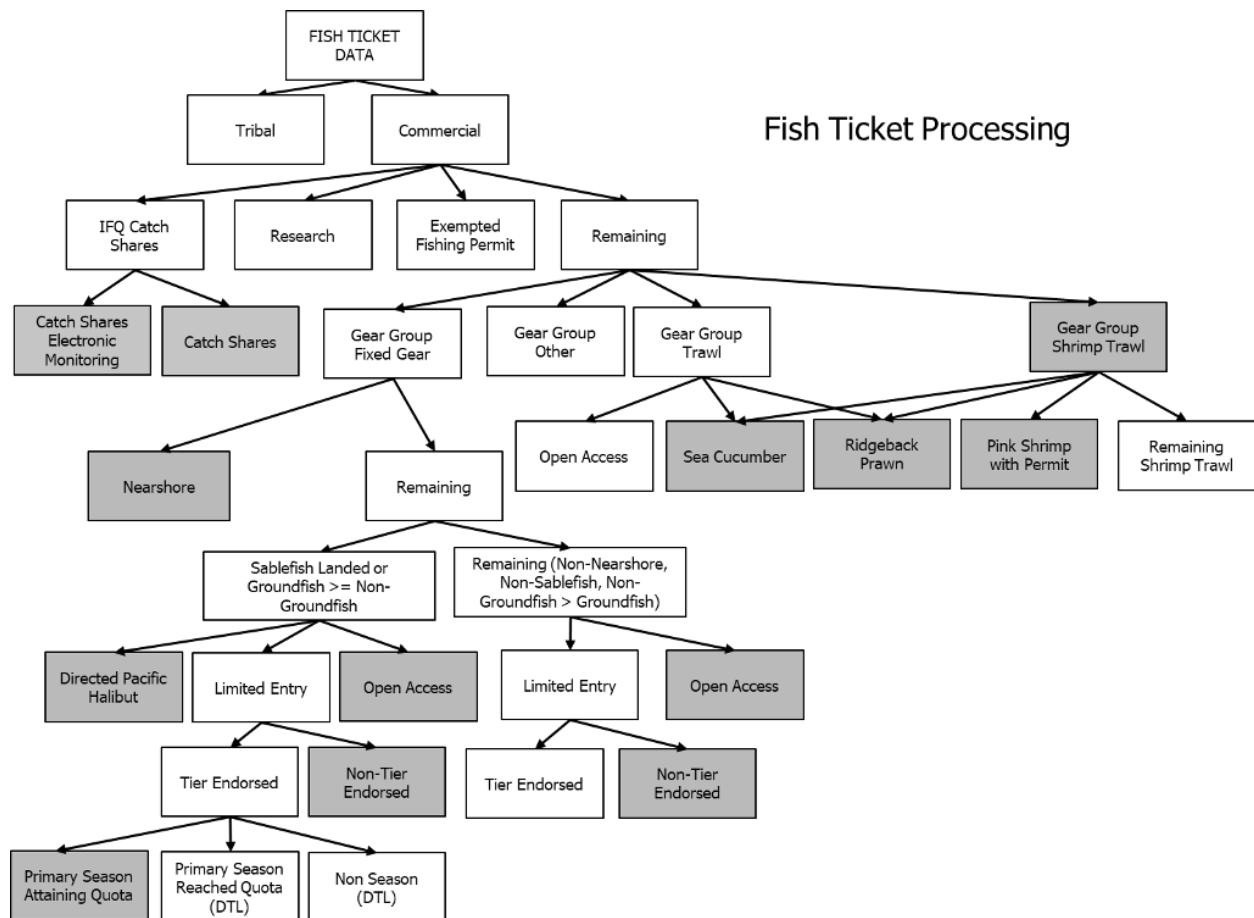 FISH TICKET
DATA
Fish Ticket Processing
Tribal
Commercial
IFQ Catch
Shares
Research
Exempted
Fishing Permit
Remaining
Catch Shares
Electronic
Monitoring
Catch Shares
Gear Group
Fixed Gear
Gear Group
Other
Gear Group
Trawl
Gear Group
Shrimp Trawl
Nearshore
Remaining
Open Access
Sea Cucumber
Ridgeback
Prawn
Pink Shrimp
with Permit
Remaining
Shrimp Trawl
Sablefish Landed or
Groundfish >= Non-
Groundfish
Remaining (Non-Nearshore,
Non-Sablefish, Non-
Groundfish > Groundfish)
Directed Pacific
Halibut
Limited Entry
Open Access
Limited Entry
Open Access
Tier Endorsed
Non-Tier
Endorsed
Tier Endorsed
Non-Tier
Endorsed
Primary Season
Attaining Quota
Primary Season
Reached Quota
(DTL)
Non Season
(DTL)